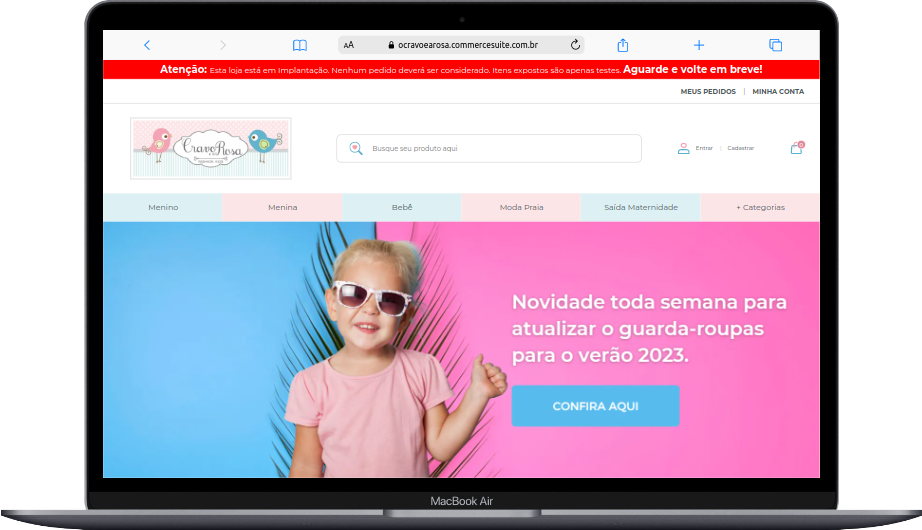 AA ocravoearosa.commercesuite.com.br
Atenção: Esta loja está em Implantação. Nenhum pedido deverá ser considerado. Itens expostos são apenas testes. Aguarde e volte em breve!
MEUS PEDIDOS | MINHA CONTA
Cravo Rosa
Busque seu produto aqui
Entrar | Cadastrar
0
Menino Menina Bebê Moda Praia Saída Maternidade + Categorias
Novidade toda semana para
atualizar o guarda-roupas
para o verão 2023.
CONFIRA AQUI
MacBook Air